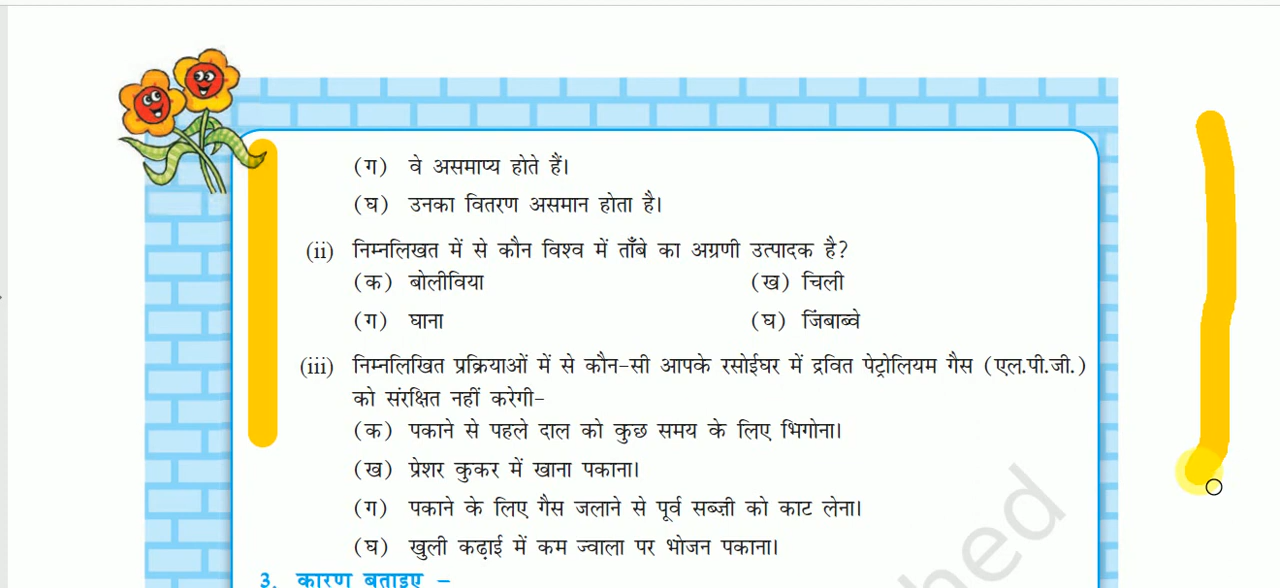 (ग) वे असमाप्य होते हैं।
(घ) उनका वितरण असमान होता है।
(ii) निम्नलिखत में से कौन विश्व में ताँबे का अग्रणी उत्पादक है?
(क) बोलीविया (ख) चिली
(ग) घाना (घ) जिंबाब्वे
(iii) निम्नलिखित प्रक्रियाओं में से कौन-सी आपके रसोईघर में द्रवित पेट्रोलियम गैस (एल.पी.जी.)
को संरक्षित नहीं करेगी-
(क) पकाने से पहले दाल को कुछ समय के लिए भिगोना।
(ख) प्रेशर कुकर में खाना पकाना।
(ग) पकाने के लिए गैस जलाने से पूर्व सब्ज़ी को काट लेना।
(घ) खुली कढ़ाई में कम ज्वाला पर भोजन पकाना।
3. कारण बताइए –